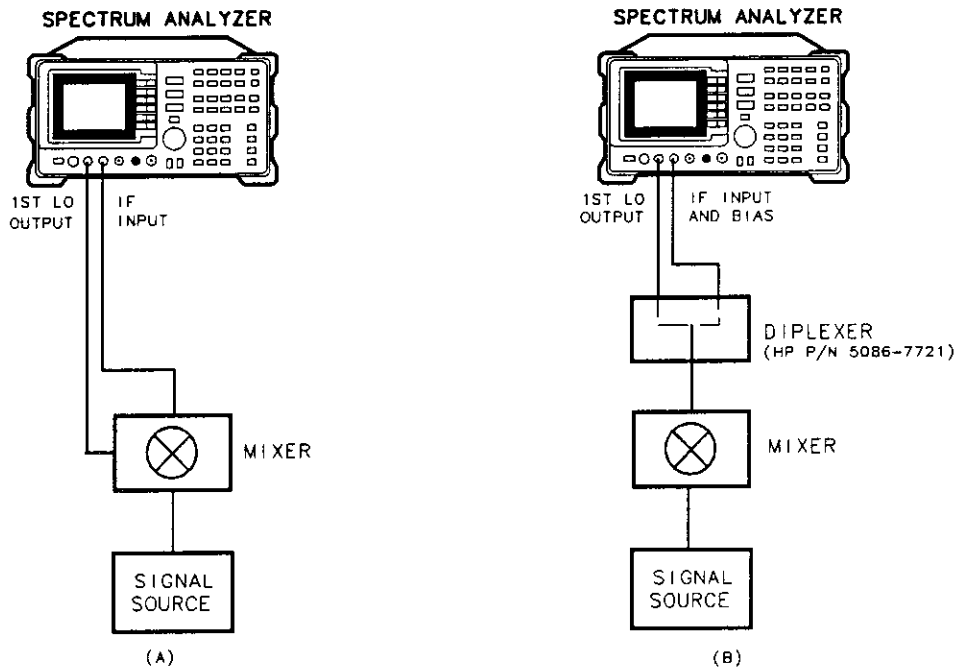 SPECTRUM ANALYZER
1ST LO
OUTPUT
IF
INPUT
MIXER
SIGNAL
SOURCE
(A)
SPECTRUM ANALYZER
1ST LO
OUTPUT
IF INPUT
AND BIAS
DIPLEXER
(HP P/N 5086-7721)
MIXER
SIGNAL
SOURCE
(B)